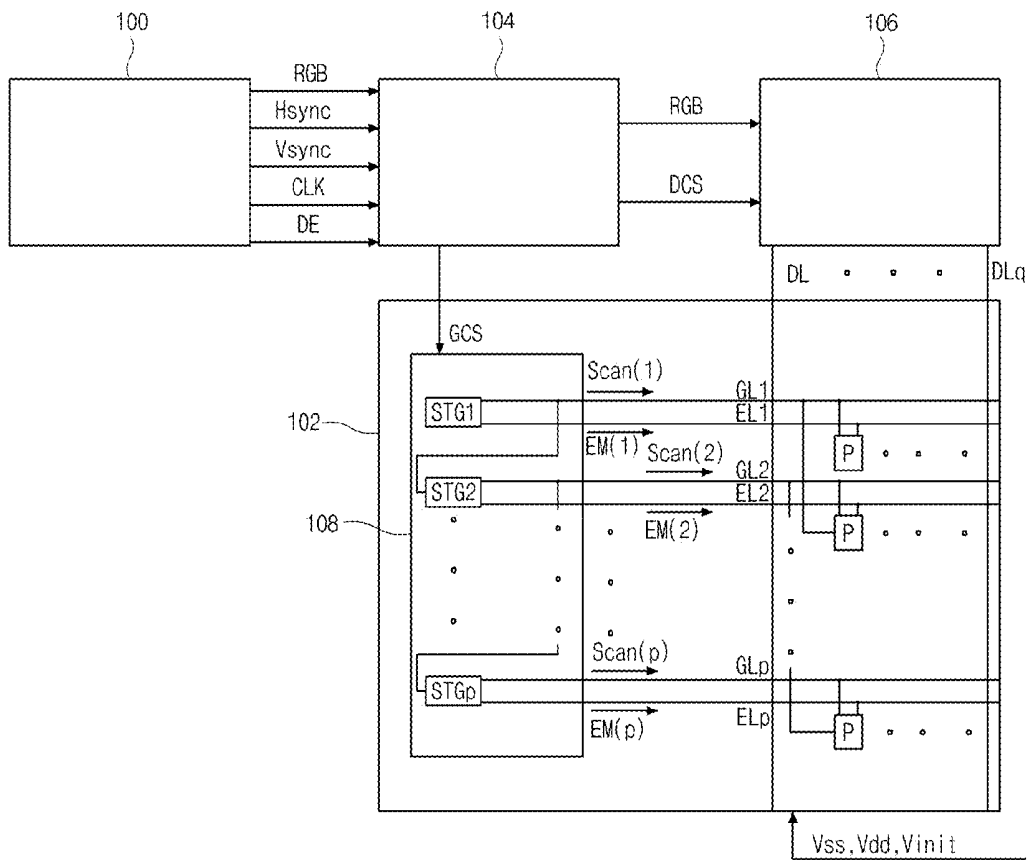 100
104
106
RGB
Hsync
Vsync
CLK
DE
RGB
DCS
DL
DLq
GCS
102
108
Scan(1)
GL1
STG1
EL1
EM(1)
P
Scan(2)
GL2
STG2
EL2
EM(2)
P
Scan(p)
GLp
STGp
ELp
EM(p)
P
Vss,Vdd,Vinit